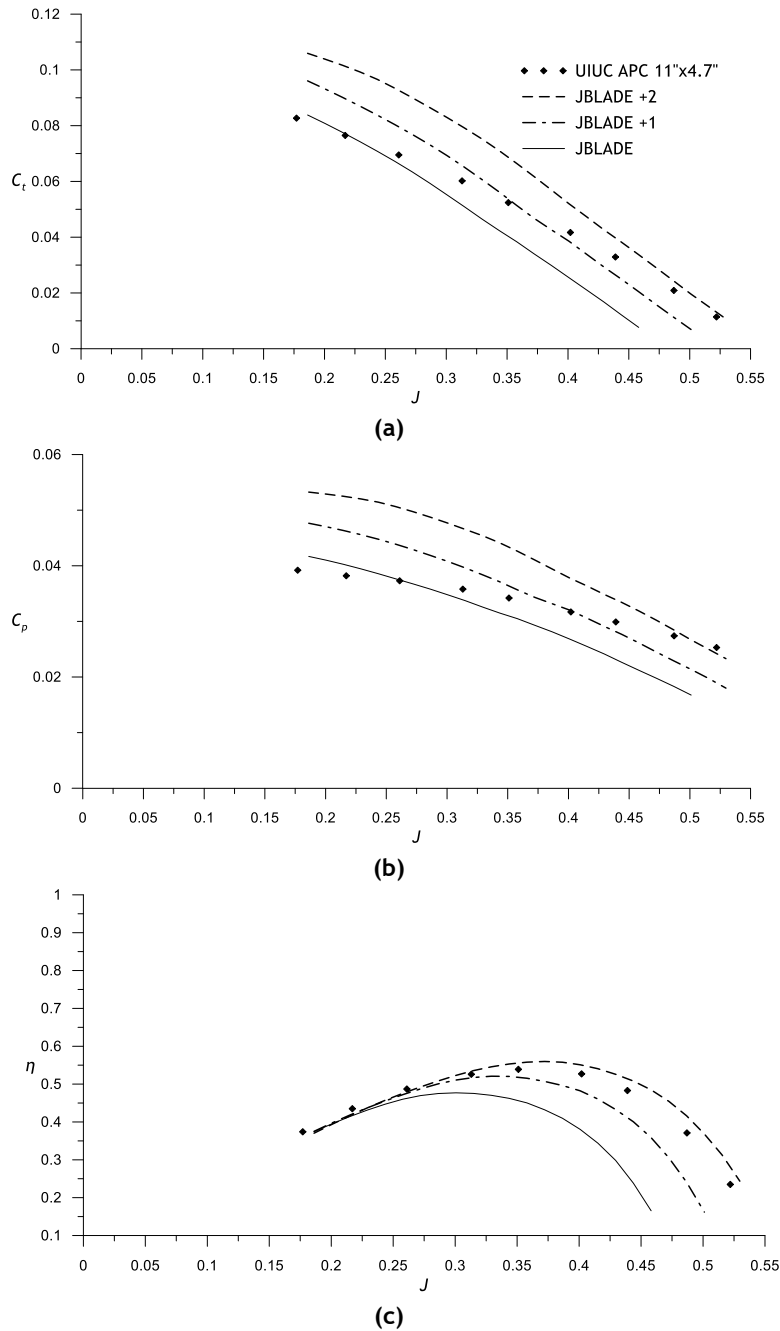 0.12
0.1
0.08
0.06
0.04
0.02
0
C_t
UIUC APC 11"x4.7"
JBLADE +2
JBLADE +1
JBLADE
0 0.05 0.1 0.15 0.2 0.25 0.3 0.35 0.4 0.45 0.5 0.55
J
(a)
0.06
0.04
0.02
0
C_p
0 0.05 0.1 0.15 0.2 0.25 0.3 0.35 0.4 0.45 0.5 0.55
J
(b)
1
0.9
0.8
0.7
0.6
0.5
0.4
0.3
0.2
0.1
η
0 0.05 0.1 0.15 0.2 0.25 0.3 0.35 0.4 0.45 0.5 0.55
J
(c)